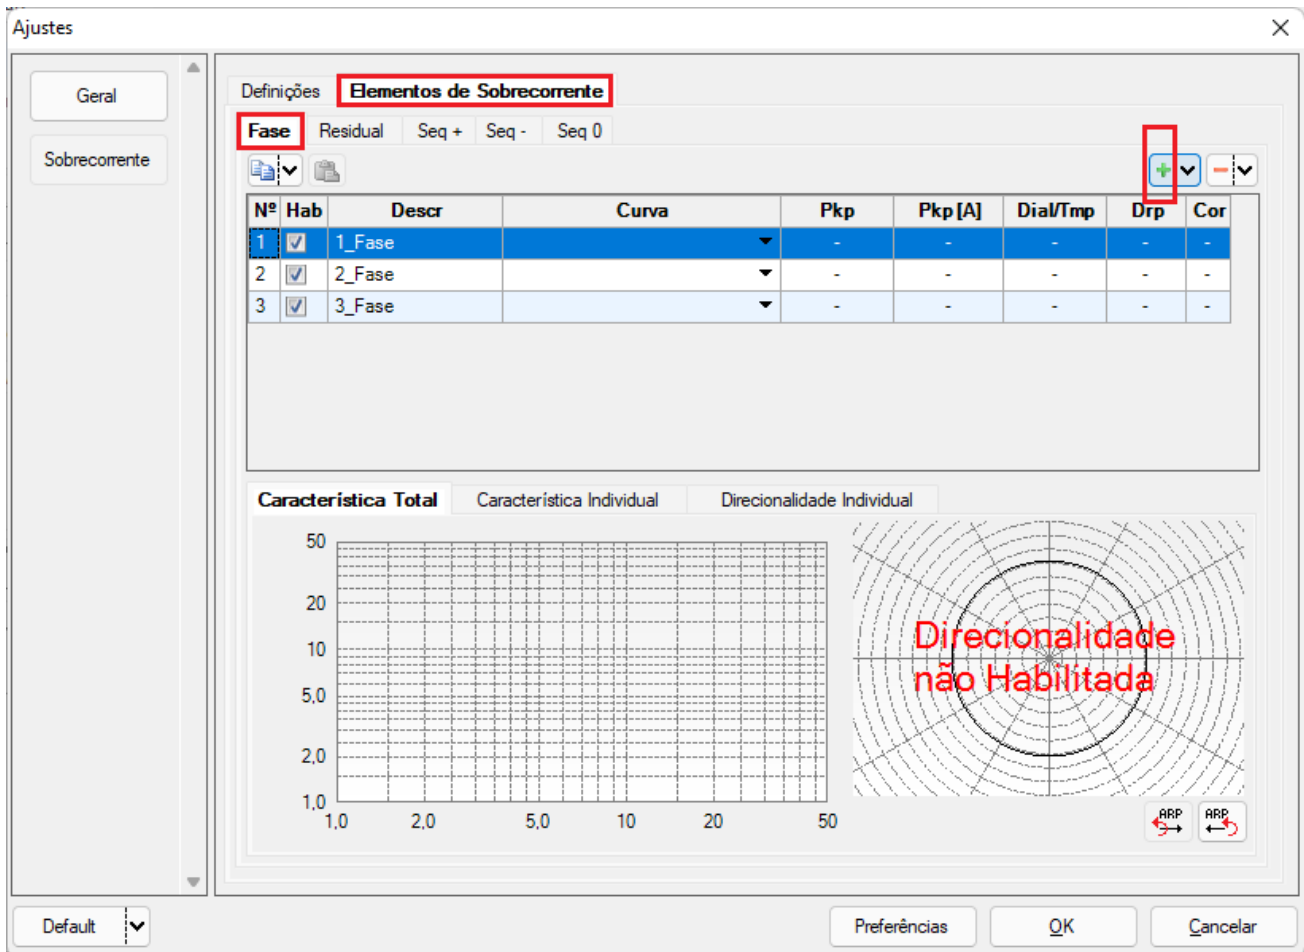 Ajustes
Geral
Sobrecorrente
Definições Elementos de Sobrecorrente
Fase Residual Seq + Seq - Seq 0
Nº Hab Descr Curva Pkp Pkp [A] Dial/Tmp Drp Cor
1 1_Fase - - - - -
2 2_Fase - - - - -
3 3_Fase - - - - -
Característica Total Característica Individual Direcionalidade Individual
50
20
10
5,0
2,0
1,0
1,0 2,0 5,0 10 20 50
Direcionalidade
não Habilitada
ARP ARP
Default Preferências OK Cancelar